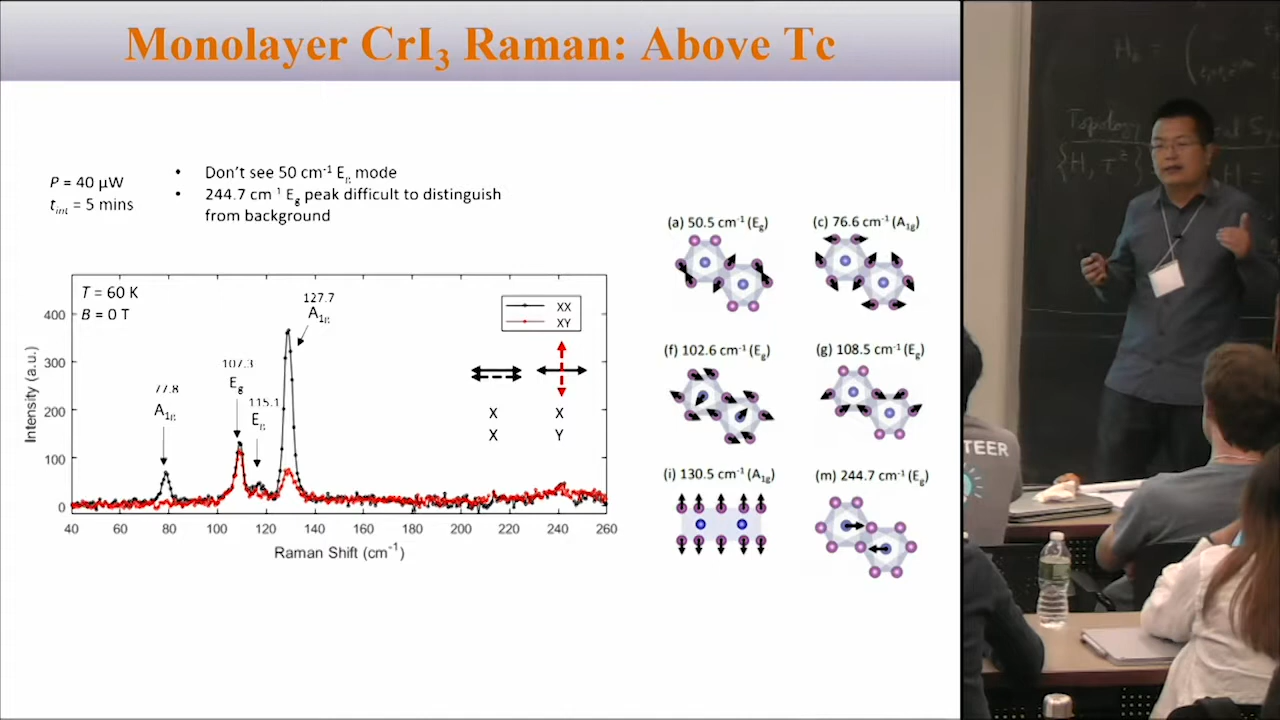 Monolayer CrI3 Raman: Above Tc
P = 40 µW
tint = 5 mins
• Don't see 50 cm-1 Eg mode
• 244.7 cm-1 Eg peak difficult to distinguish
from background
T = 60 K
B = 0 T
77.8
A1g
107.3
Eg
115.1
Eg
127.7
A1g
XX
XY
X X
X Y
Intensity (a.u.)
400
300
200
100
0
40 60 80 100 120 140 160 180 200 220 240 260
Raman Shift (cm-1)
(a) 50.5 cm-1 (Eg) (c) 76.6 cm-1 (A1g)
(f) 102.6 cm-1 (Eg) (g) 108.5 cm-1 (Eg)
(i) 130.5 cm-1 (A1g) (m) 244.7 cm-1 (Eg)
Topology
TEER